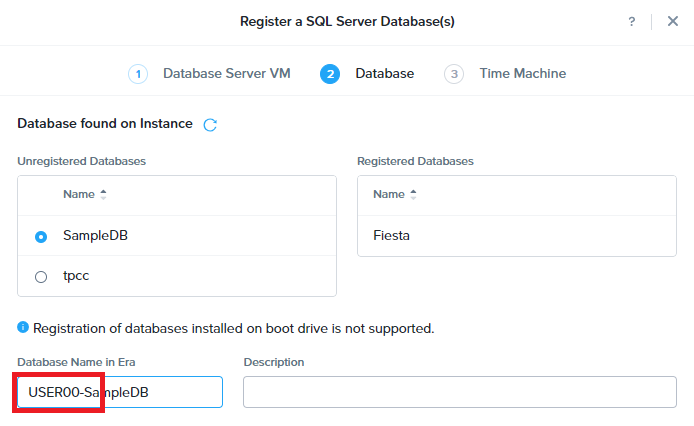 Register a SQL Server Database(s)
?
1 Database Server VM
2 Database
3 Time Machine
Database found on Instance
Unregistered Databases
Name
SampleDB
tpcc
Registered Databases
Name
Fiesta
Registration of databases installed on boot drive is not supported.
Database Name in Era
USER00-SampleDB
Description